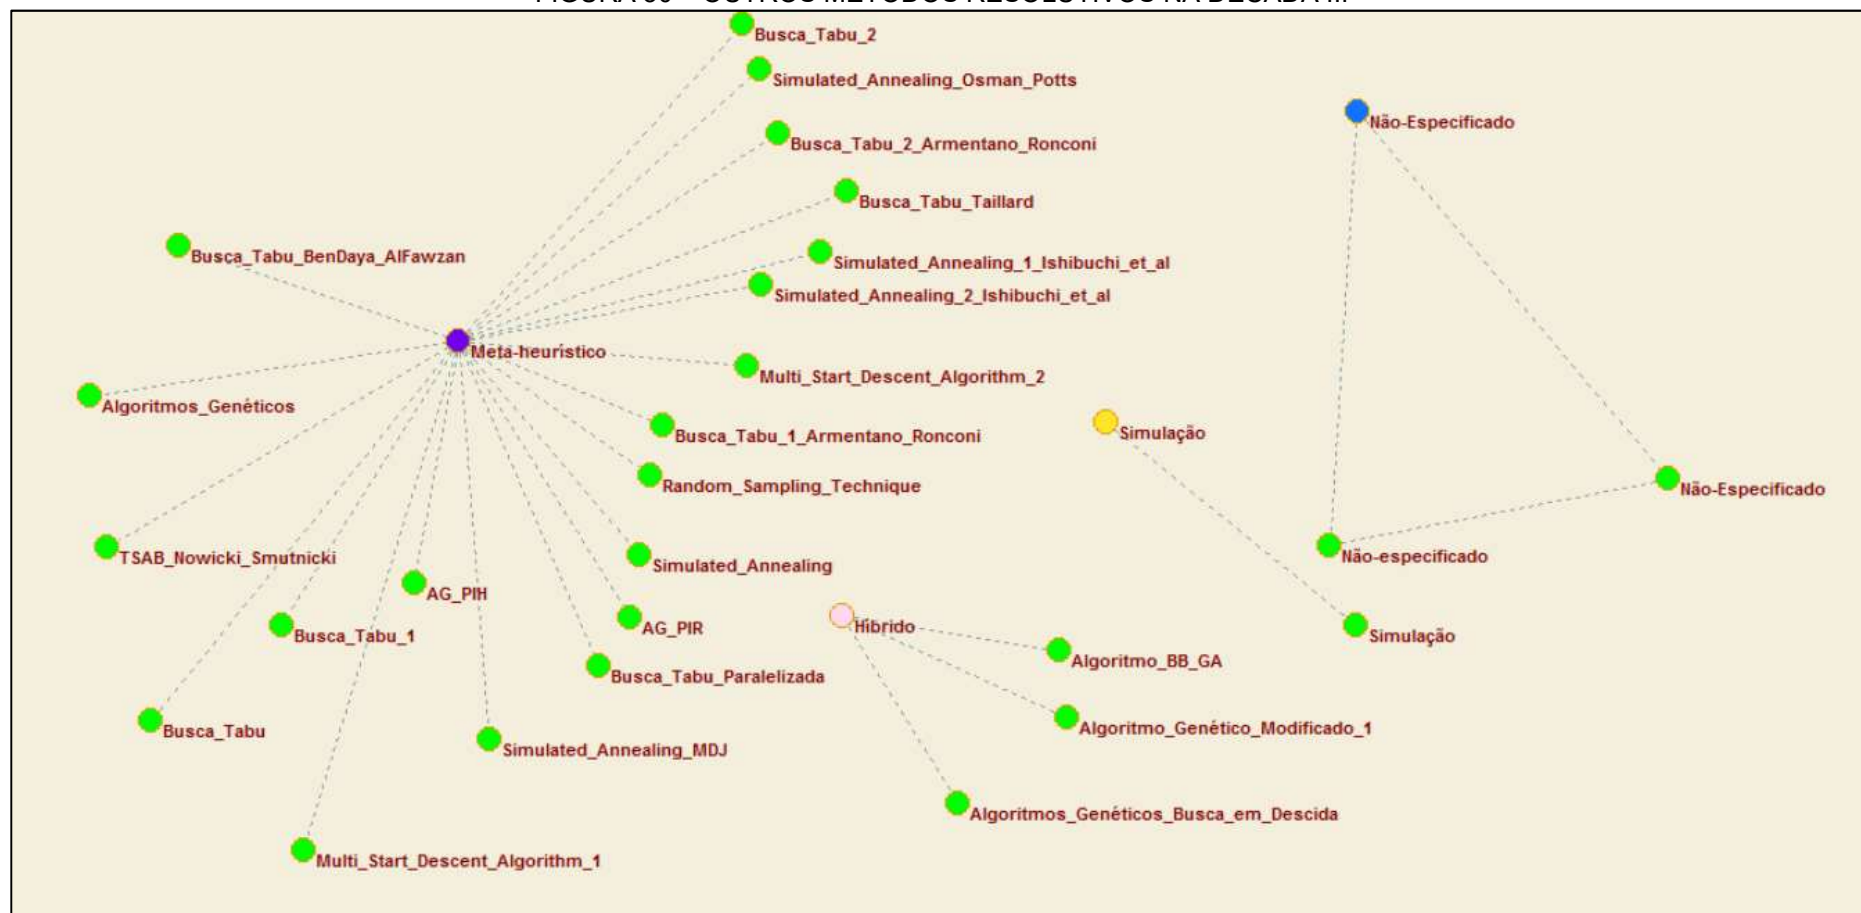 Busca_Tabu_2
Simulated_Annealing_Osman_Potts
Não-Especificado
Busca_Tabu_2_Armentano_Ronconi
Busca_Tabu_Taillard
Busca_Tabu_BenDaya_AlFawzan
Simulated_Annealing_1_Ishibuchi_et_al
Simulated_Annealing_2_Ishibuchi_et_al
Meta-heurístico
Multi_Start_Descent_Algorithm_2
Algoritmos_Genéticos
Simulação
Busca_Tabu_1_Armentano_Ronconi
Random_Sampling_Technique
Não-Especificado
TSAB_Nowicki_Smutnicki
Não-especificado
Simulated_Annealing
AG_PIH
Híbrido
AG_PIR
Busca_Tabu_1
Simulação
Algoritmo_BB_GA
Busca_Tabu_Paralelizada
Algoritmo_Genético_Modificado_1
Busca_Tabu
Simulated_Annealing_MDJ
Algoritmos_Genéticos_Busca_em_Descida
Multi_Start_Descent_Algorithm_1